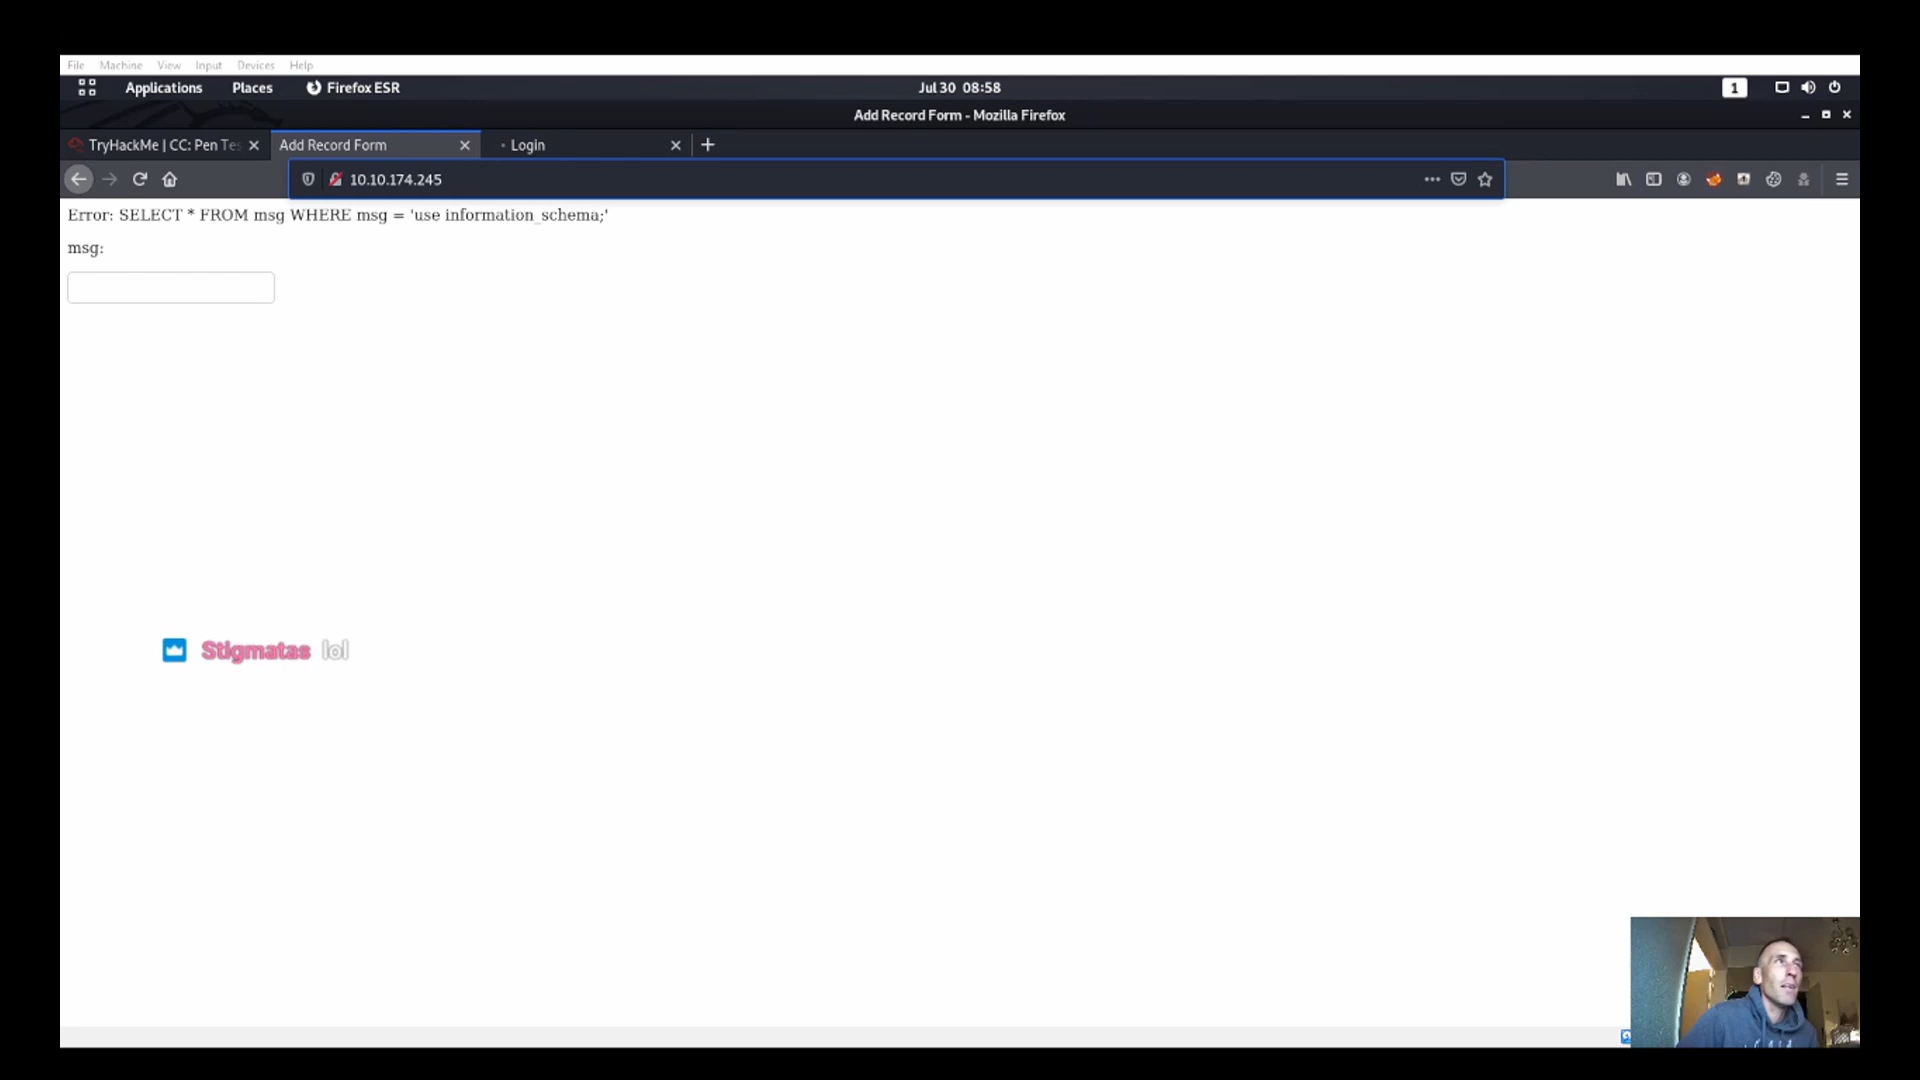 File Machine View Input Devices Help
Applications Places Firefox ESR Jul 30 08:58 1
Add Record Form - Mozilla Firefox
TryHackMe | CC: Pen Tes Add Record Form Login
10.10.174.245
Error: SELECT * FROM msg WHERE msg = 'use information_schema;'
msg:
Stigmatas lol